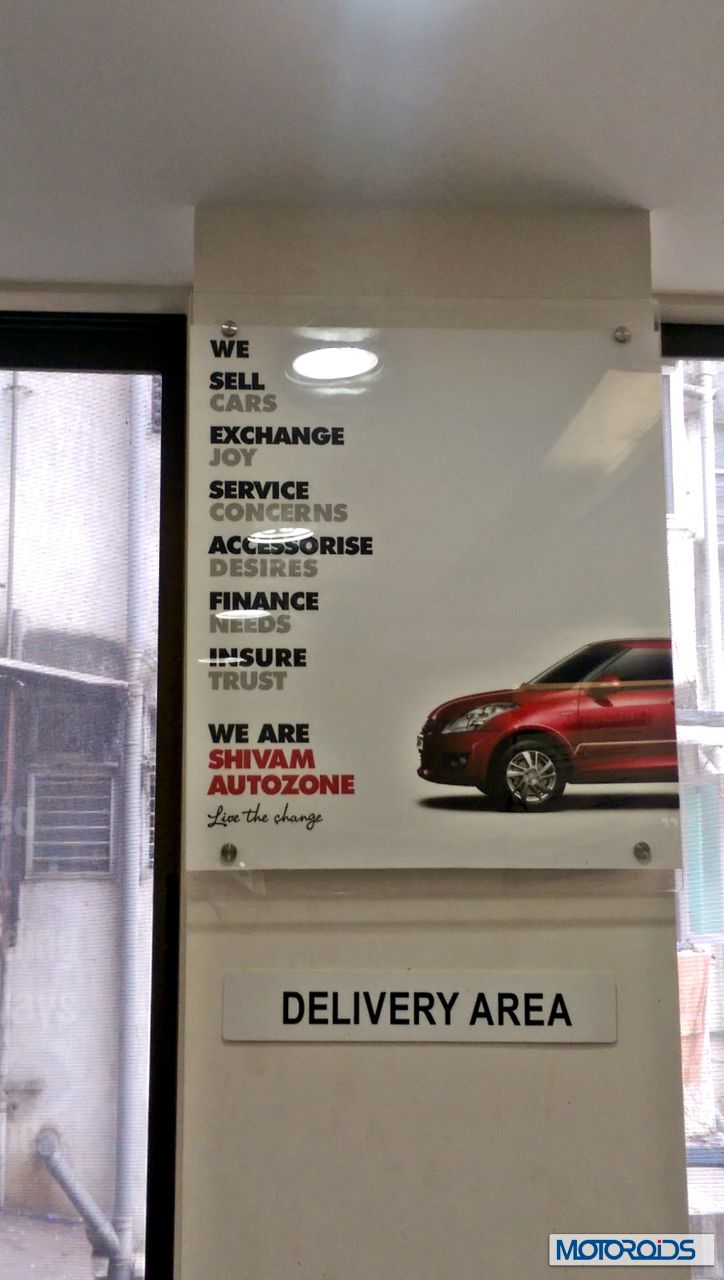 WE
SELL
CARS
EXCHANGE
JOY
SERVICE
CONCERNS
ACCESSORISE
DESIRES
FINANCE
NEEDS
INSURE
TRUST
WE ARE
SHIVAM
AUTOZONE
Live the change
DELIVERY AREA
MOTOROIDS